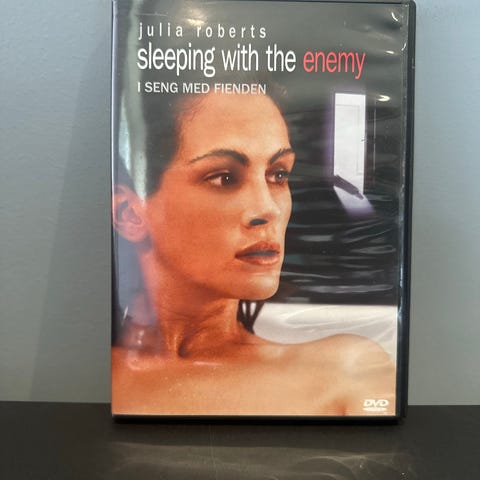 julia roberts
sleeping with the enemy
I SENG MED FIENDEN
DVD